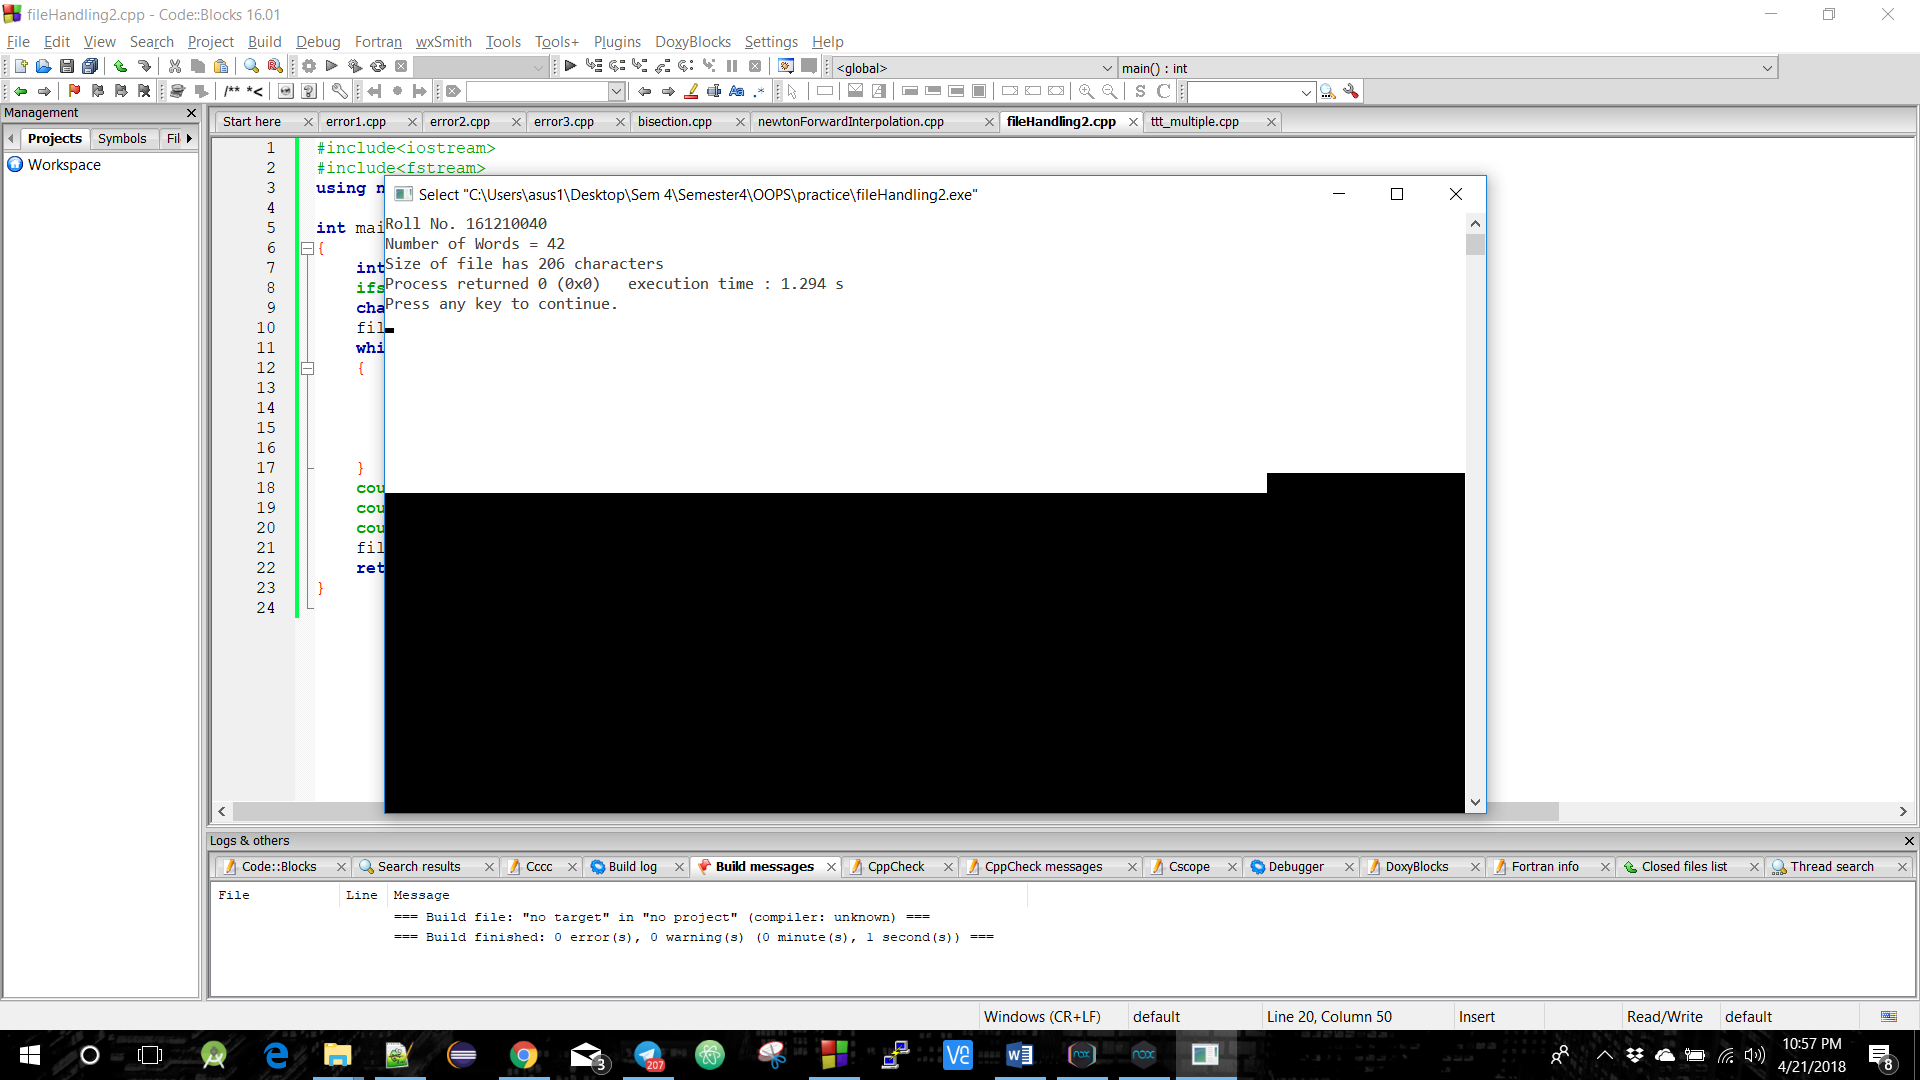 fileHandling2.cpp - Code::Blocks 16.01
File Edit View Search Project Build Debug Fortran wxSmith Tools Tools+ Plugins DoxyBlocks Settings Help
<global> main() : int
/** *< Aa .* S C
Management
Projects Symbols Fil
Workspace
Start here error1.cpp error2.cpp error3.cpp bisection.cpp newtonForwardInterpolation.cpp fileHandling2.cpp ttt_multiple.cpp
1 #include<iostream>
2 #include<fstream>
3 using n
4
5 int mai
6 {
7 int
8 ifs
9 cha
10 fil
11 whi
12 {
13
14
15
16
17 }
18 cou
19 cou
20 cou
21 fil
22 ret
23 }
24
Select "C:\Users\asus1\Desktop\Sem 4\Semester4\OOPS\practice\fileHandling2.exe"
Roll No. 161210040
Number of Words = 42
Size of file has 206 characters
Process returned 0 (0x0) execution time : 1.294 s
Press any key to continue.
Logs & others
Code::Blocks Search results Cccc Build log Build messages CppCheck CppCheck messages Cscope Debugger DoxyBlocks Fortran info Closed files list Thread search
File Line Message
=== Build file: "no target" in "no project" (compiler: unknown) ===
=== Build finished: 0 error(s), 0 warning(s) (0 minute(s), 1 second(s)) ===
Windows (CR+LF) default Line 20, Column 50 Insert Read/Write default
3 207 10:57 PM
4/21/2018 8